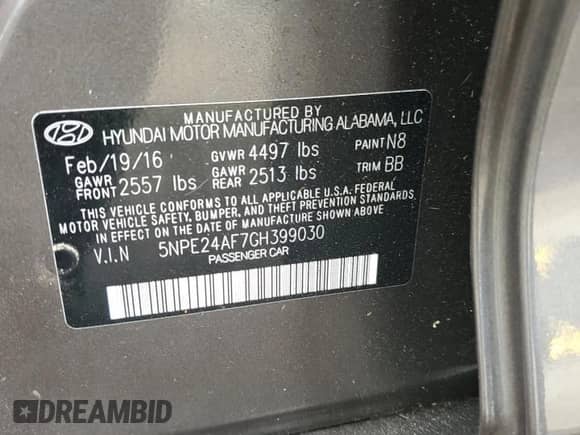 MANUFACTURED BY
HYUNDAI MOTOR MANUFACTURING ALABAMA, LLC
Feb/19/16 GVWR 4497 lbs PAINT N8
GAWR FRONT 2557 lbs GAWR REAR 2513 lbs TRIM BB
THIS VEHICLE CONFORMS TO ALL APPLICABLE U.S.A. FEDERAL
MOTOR VEHICLE SAFETY, BUMPER, AND THEFT PREVENTION STANDARDS
IN EFFECT ON THE DATE OF MANUFACTURE SHOWN ABOVE.
V.I.N 5NPE24AF7GH399030
PASSENGER CAR
DREAMBID